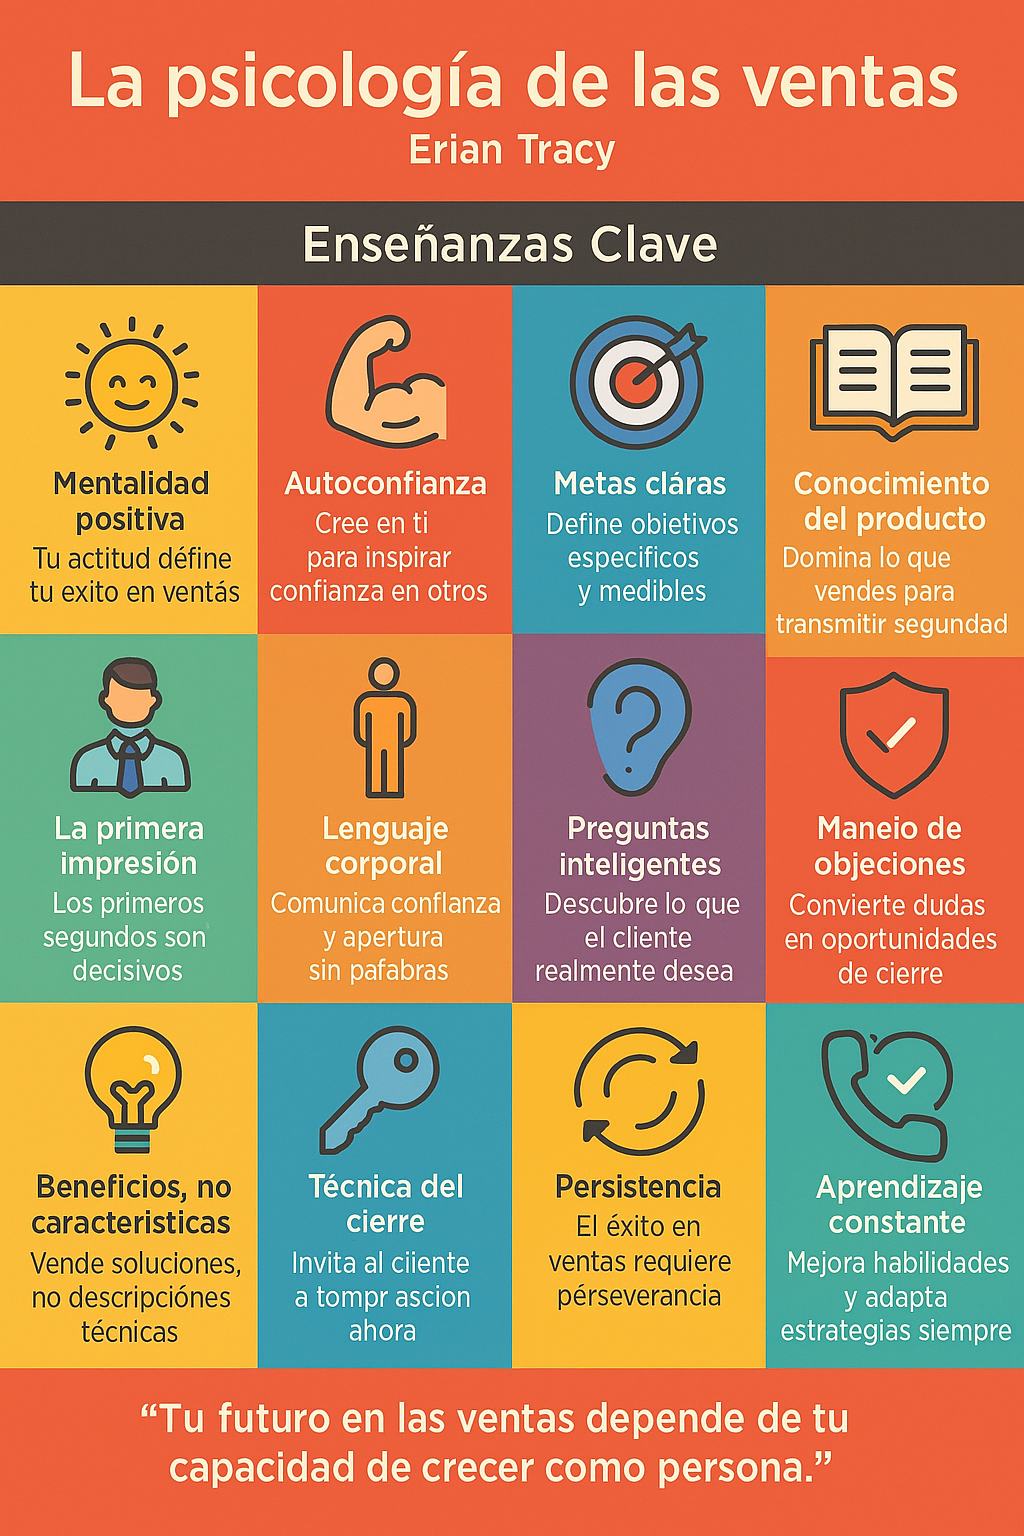 La psicología de las ventas
Erian Tracy
Enseñanzas Clave
Mentalidad
positiva
Tu actitud défine
tu exito en ventás
Autoconfianza
Cree en ti
para inspirar
confianza en otros
Metas cláras
Define obietivos
especificos
y medibles
Conocimiento
del producto
Domina lo que
vendes para
transmitir segundad
La primera
impresión
Los primeros
segundos son
decisivos
Lenguaje
corporal
Comunica conflanza
y apertura
sin pafabras
Preguntas
inteligentes
Descubre lo que
el cliente
realmente desea
Maneio de
objeciones
Convierte dudas
en oportunidades
de cierre
Beneficios, no
caracteristicas
Vende soluciones,
no descripciónes
técnicas
Técnica del
cierre
Invita al ciiente
a tompr ascion
ahora
Persistencia
El éxito en
ventas requiere
pérseverancia
Aprendizaje
constante
Mejora habilidades
y adapta
estrategias siempre
“Tu futuro en las ventas depende de tu
capacidad de crecer como persona.”